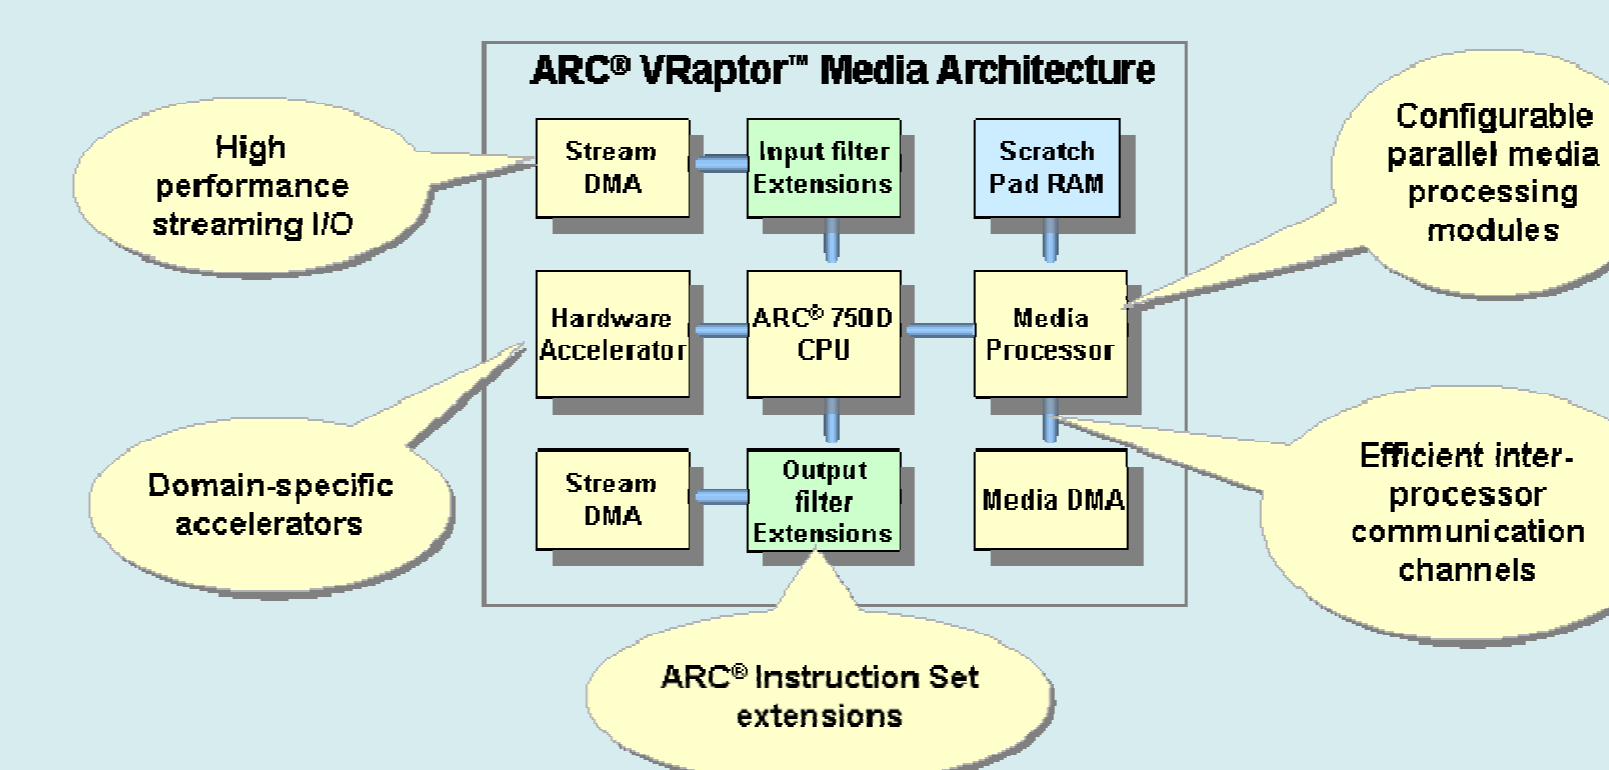 ARC® VRaptor™ Media Architecture
High
performance
streaming I/O
Stream
DMA
Input filter
Extensions
Scratch
Pad RAM
Configurable
parallel media
processing
modules
Hardware
Accelerator
ARC® 750D
CPU
Media
Processor
Domain-specific
accelerators
Stream
DMA
Output
filter
Extensions
Media DMA
Efficient inter-
processor
communication
channels
ARC® Instruction Set
extensions